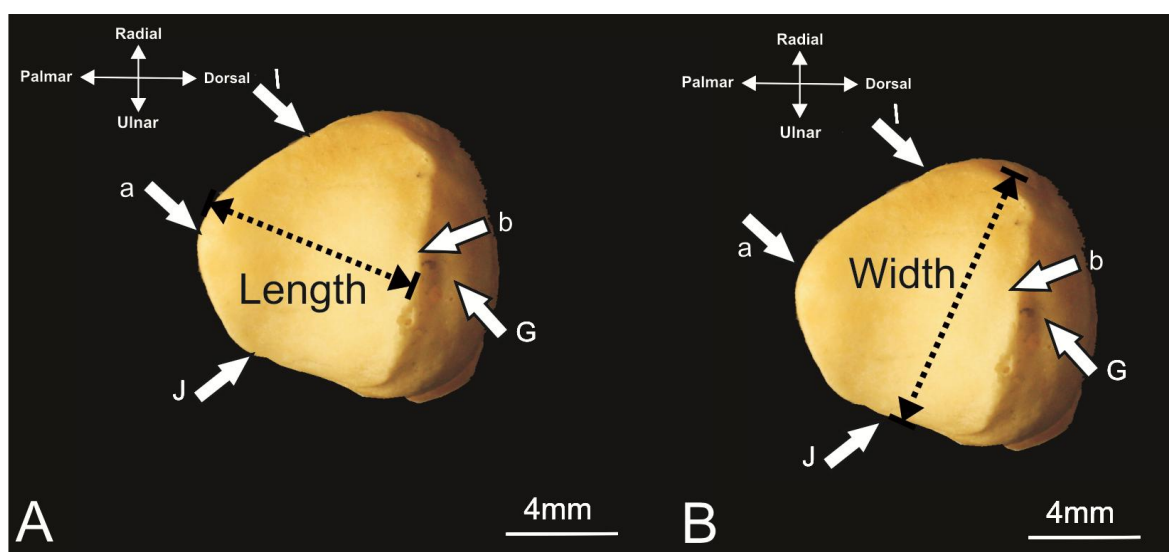 Radial
Palmar
Dorsal
Ulnar
I
a
b
Length
G
J
A
4mm
Radial
Palmar
Dorsal
Ulnar
I
a
b
Width
G
J
B
4mm